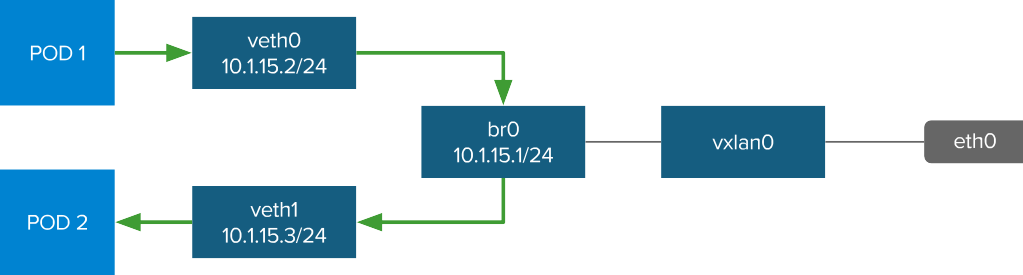 POD 1
veth0
10.1.15.2/24
br0
10.1.15.1/24
vxlan0
eth0
POD 2
veth1
10.1.15.3/24